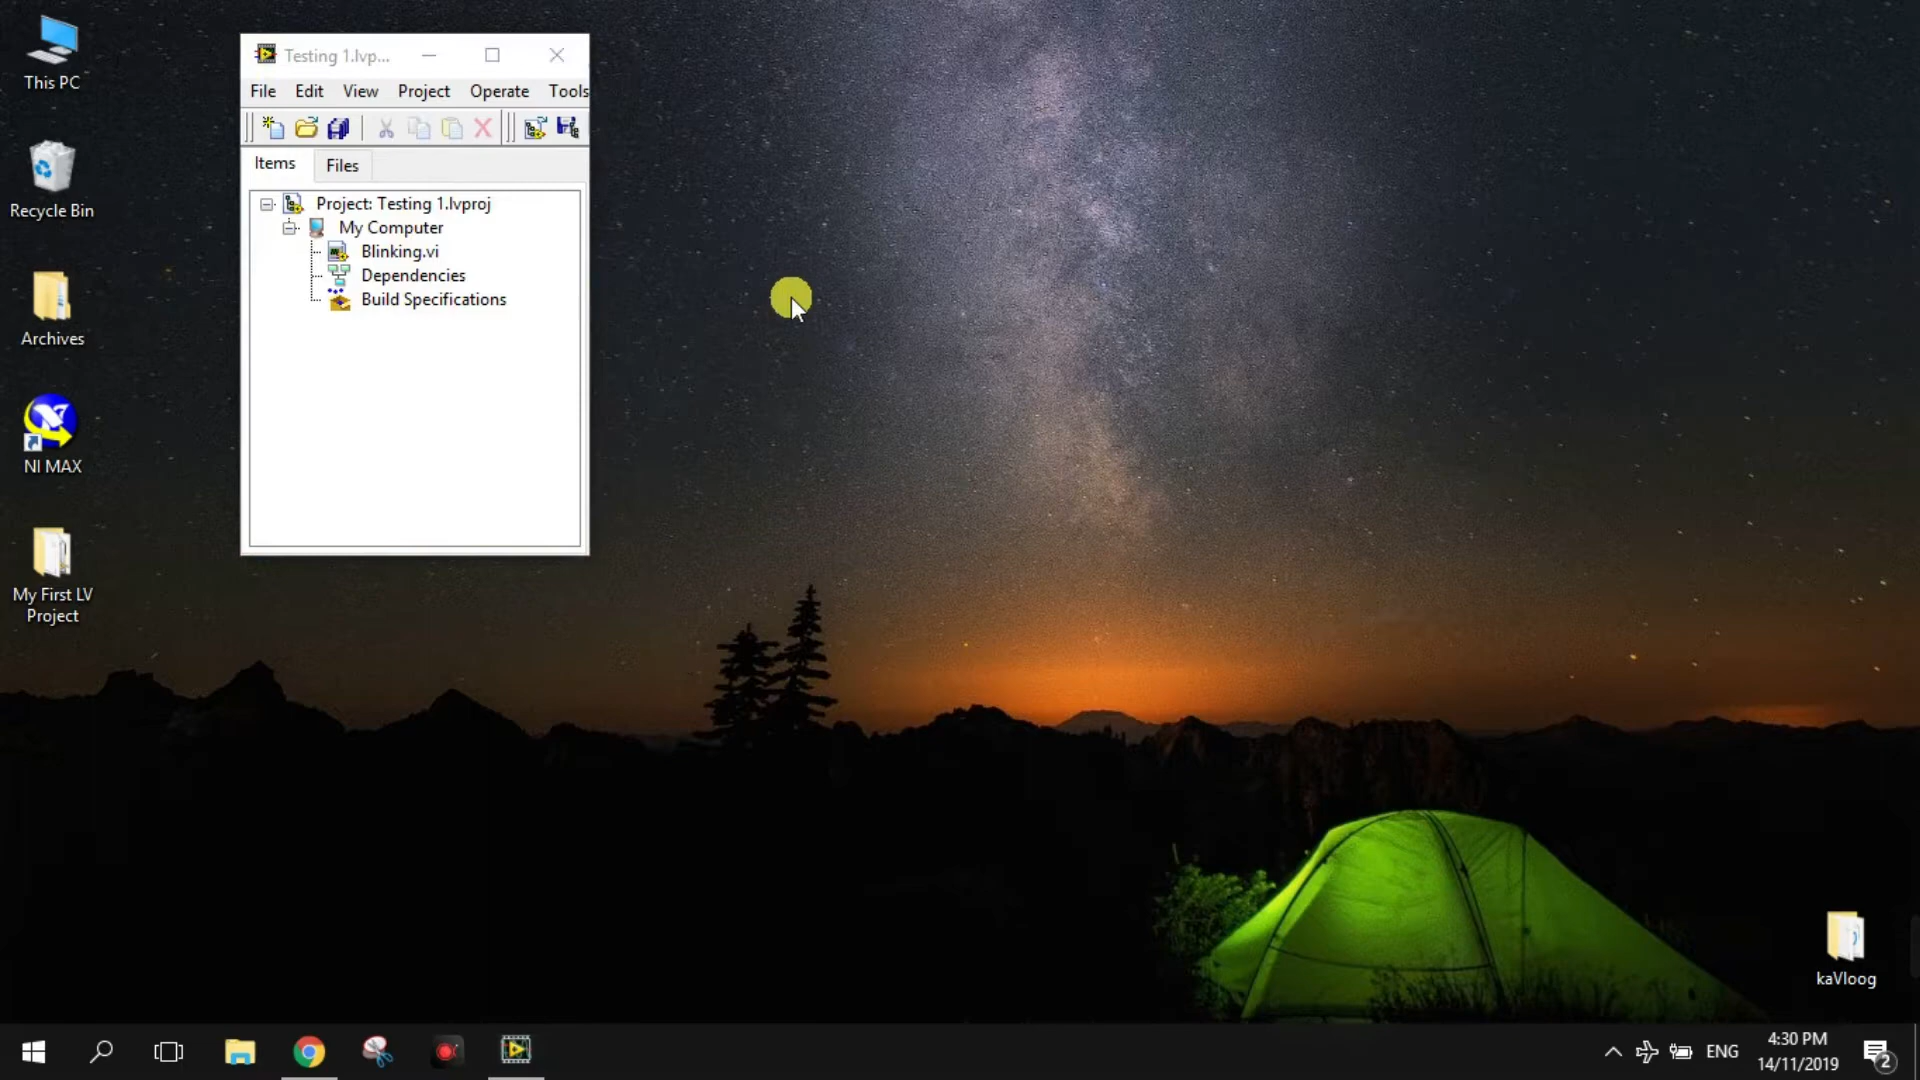 This PC
Recycle Bin
Archives
NI MAX
My First LV
Project
Testing 1.lvp...
File Edit View Project Operate Tools
Items Files
Project: Testing 1.lvproj
My Computer
Blinking.vi
Dependencies
Build Specifications
kaVloog
ENG
4:30 PM
14/11/2019
2